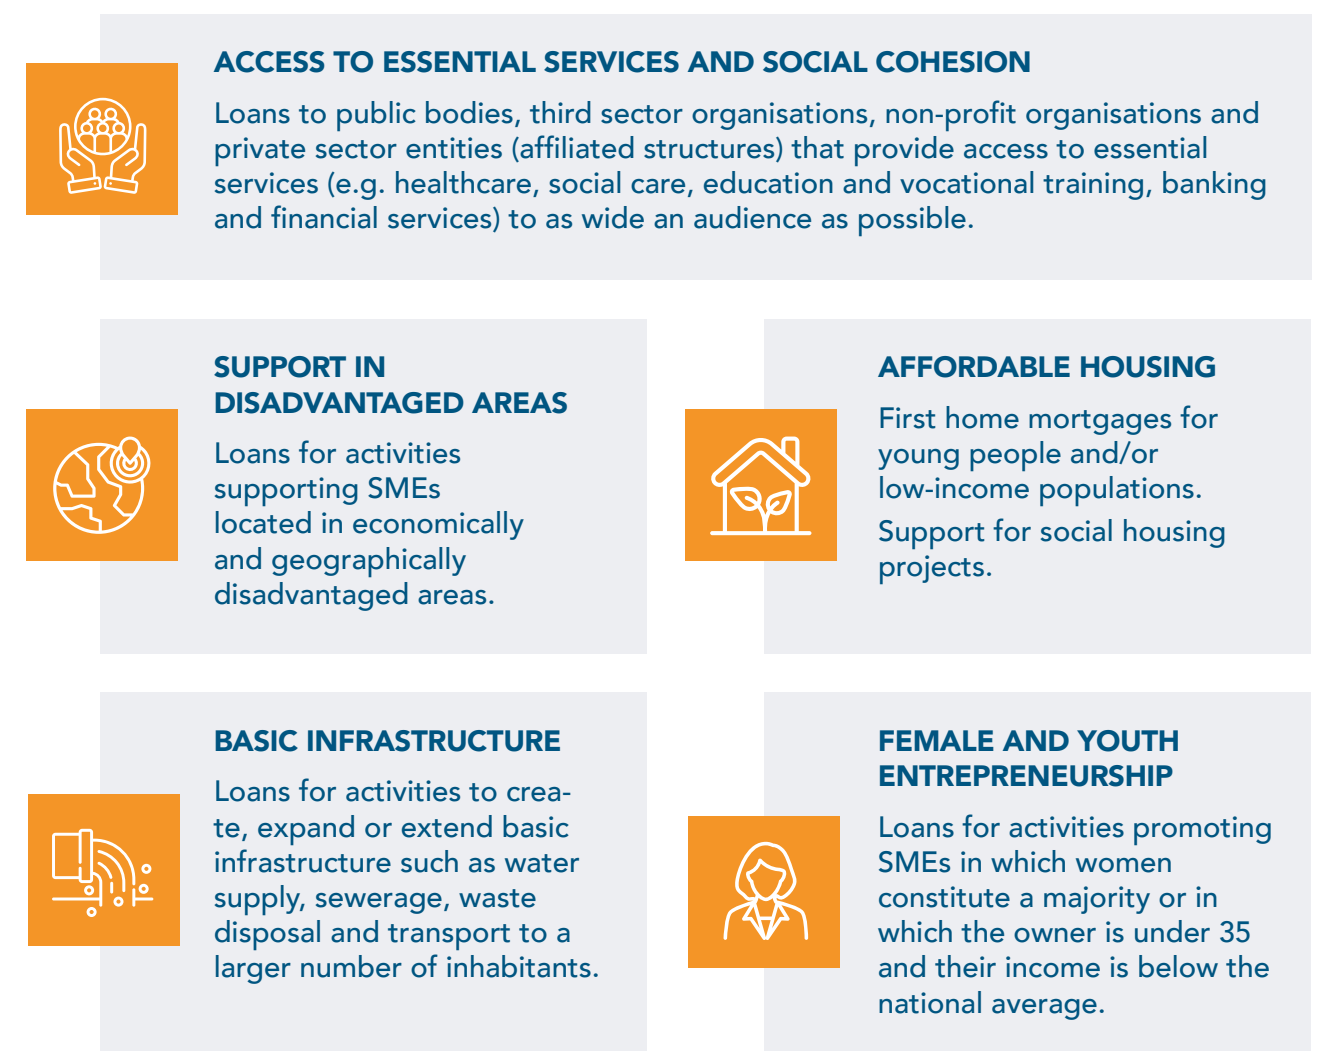 ACCESS TO ESSENTIAL SERVICES AND SOCIAL COHESION
Loans to public bodies, third sector organisations, non-profit organisations and
private sector entities (affiliated structures) that provide access to essential
services (e.g. healthcare, social care, education and vocational training, banking
and financial services) to as wide an audience as possible.
SUPPORT IN
DISADVANTAGED AREAS
Loans for activities
supporting SMEs
located in economically
and geographically
disadvantaged areas.
AFFORDABLE HOUSING
First home mortgages for
young people and/or
low-income populations.
Support for social housing
projects.
BASIC INFRASTRUCTURE
Loans for activities to crea-
te, expand or extend basic
infrastructure such as water
supply, sewerage, waste
disposal and transport to a
larger number of inhabitants.
FEMALE AND YOUTH
ENTREPRENEURSHIP
Loans for activities promoting
SMEs in which women
constitute a majority or in
which the owner is under 35
and their income is below the
national average.